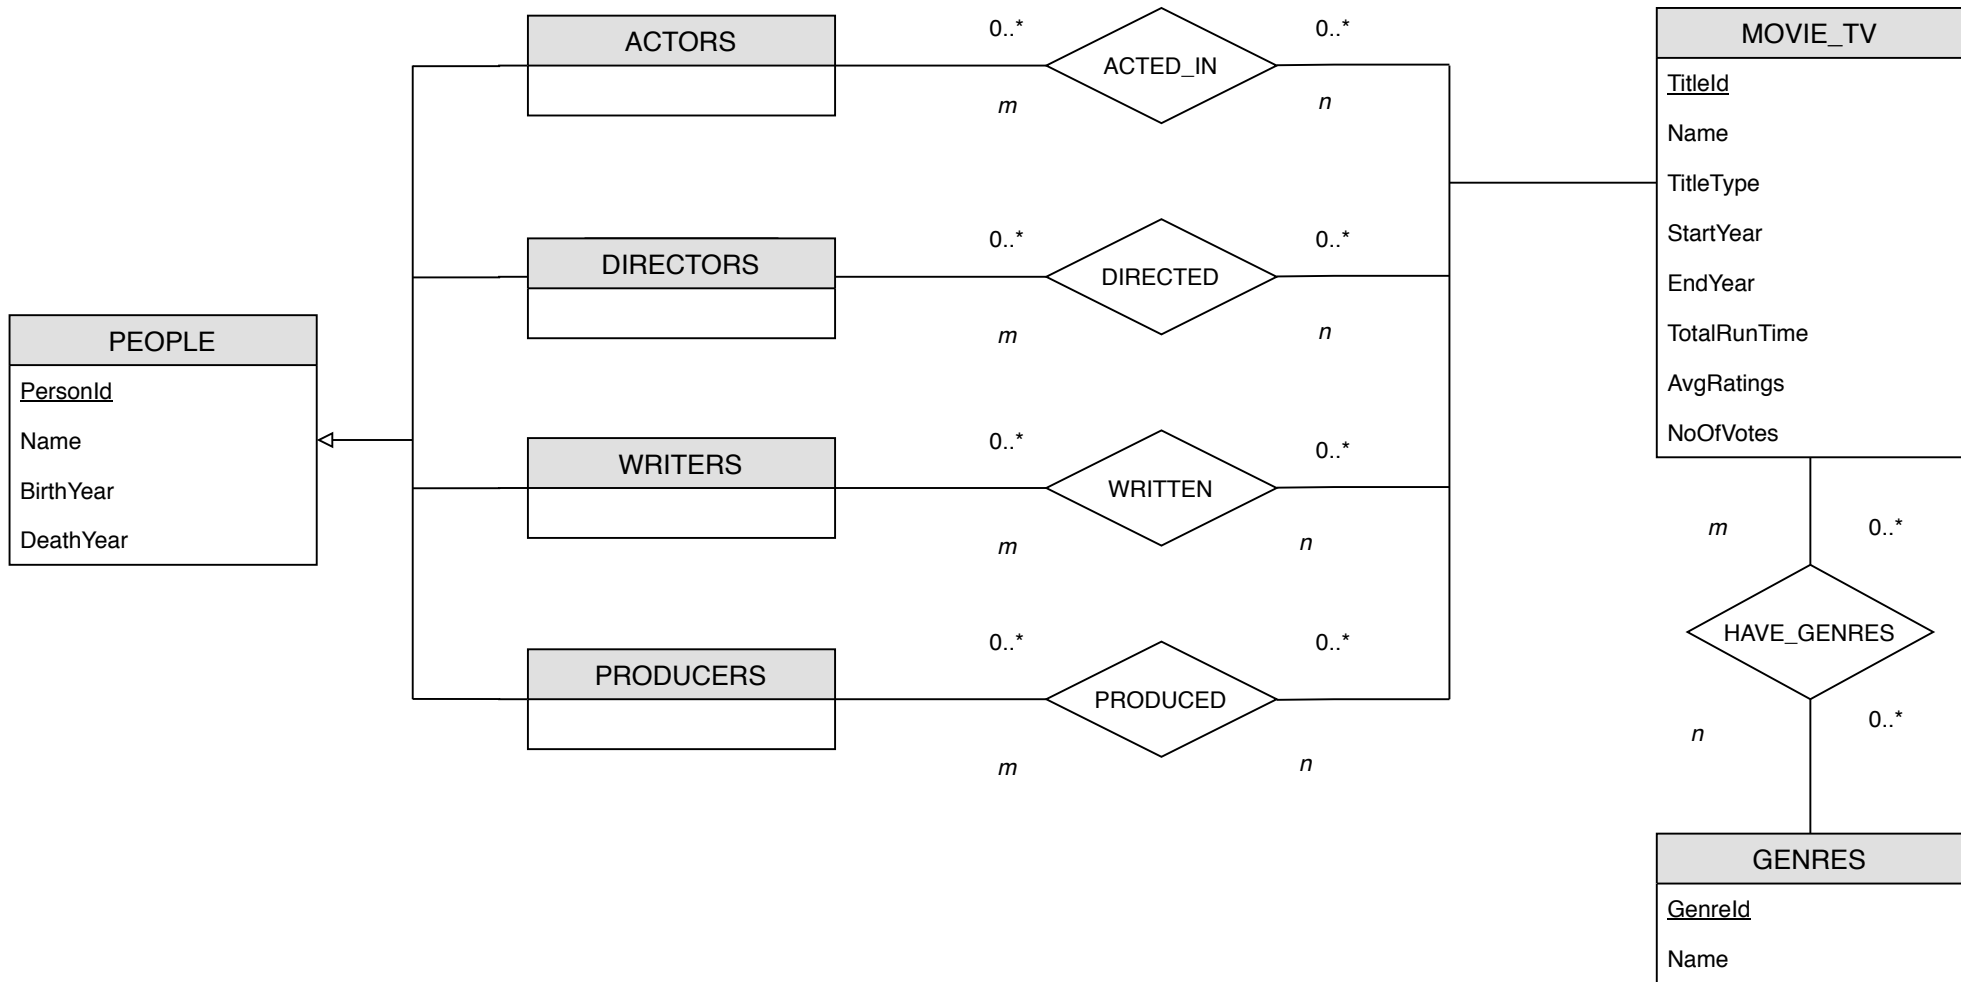 ACTORS
0..*
ACTED_IN
0..*
m
n
MOVIE_TV
TitleId
Name
TitleType
StartYear
EndYear
TotalRunTime
AvgRatings
NoOfVotes
DIRECTORS
0..*
DIRECTED
0..*
m
n
PEOPLE
PersonId
Name
BirthYear
DeathYear
WRITERS
0..*
WRITTEN
0..*
m
n
PRODUCERS
0..*
PRODUCED
0..*
m
n
m
0..*
HAVE_GENRES
n
0..*
GENRES
GenreId
Name